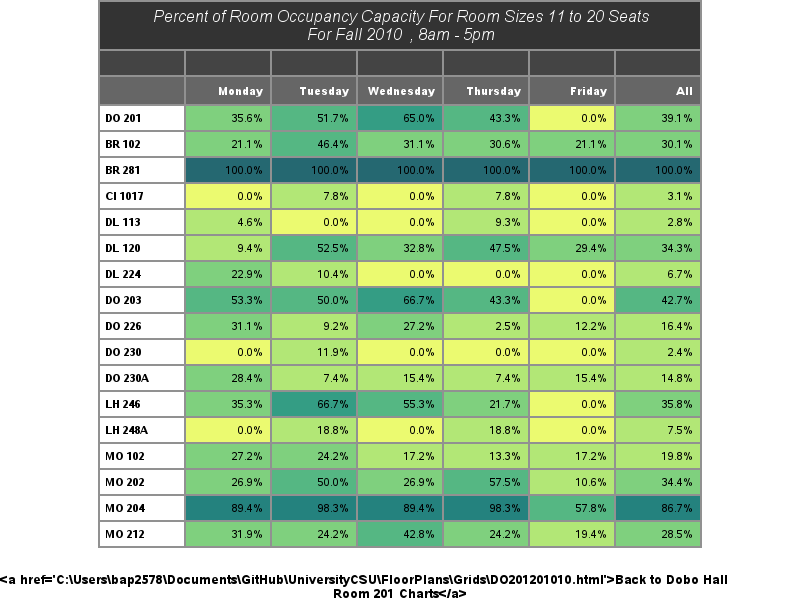 Percent of Room Occupancy Capacity For Room Sizes 11 to 20 Seats
For Fall 2010 , 8am - 5pm
Monday Tuesday Wednesday Thursday Friday All
DO 201 35.6% 51.7% 65.0% 43.3% 0.0% 39.1%
BR 102 21.1% 46.4% 31.1% 30.6% 21.1% 30.1%
BR 281 100.0% 100.0% 100.0% 100.0% 100.0% 100.0%
CI 1017 0.0% 7.8% 0.0% 7.8% 0.0% 3.1%
DL 113 4.6% 0.0% 0.0% 9.3% 0.0% 2.8%
DL 120 9.4% 52.5% 32.8% 47.5% 29.4% 34.3%
DL 224 22.9% 10.4% 0.0% 0.0% 0.0% 6.7%
DO 203 53.3% 50.0% 66.7% 43.3% 0.0% 42.7%
DO 226 31.1% 9.2% 27.2% 2.5% 12.2% 16.4%
DO 230 0.0% 11.9% 0.0% 0.0% 0.0% 2.4%
DO 230A 28.4% 7.4% 15.4% 7.4% 15.4% 14.8%
LH 246 35.3% 66.7% 55.3% 21.7% 0.0% 35.8%
LH 248A 0.0% 18.8% 0.0% 18.8% 0.0% 7.5%
MO 102 27.2% 24.2% 17.2% 13.3% 17.2% 19.8%
MO 202 26.9% 50.0% 26.9% 57.5% 10.6% 34.4%
MO 204 89.4% 98.3% 89.4% 98.3% 57.8% 86.7%
MO 212 31.9% 24.2% 42.8% 24.2% 19.4% 28.5%
<a href='C:\Users\bap2578\Documents\GitHub\UniversityCSU\FloorPlans\Grids\DO201201010.html'>Back to Dobo Hall
Room 201 Charts</a>